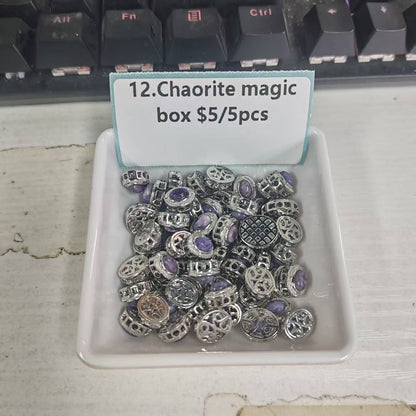 Alt Fn Ctrl
12.Chaorite magic
box $5/5pcs